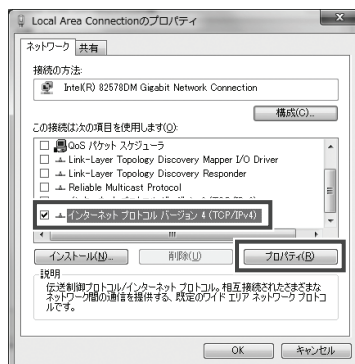 Local Area Connectionのプロパティ
ネットワーク 共有
接続の方法:
Intel(R) 82578DM Gigabit Network Connection
構成(C)...
この接続は次の項目を使用します(O):
QoS パケット スケジューラ
Link-Layer Topology Discovery Mapper I/O Driver
Link-Layer Topology Discovery Responder
Reliable Multicast Protocol
インターネット プロトコル バージョン 4 (TCP/IPv4)
インストール(N)... 削除(U) プロパティ(R)
説明
伝送制御プロトコル/インターネット プロトコル。相互接続されたさまざまな
ネットワーク間の通信を提供する、既定のワイド エリア ネットワーク プロトコ
ルです。
OK キャンセル